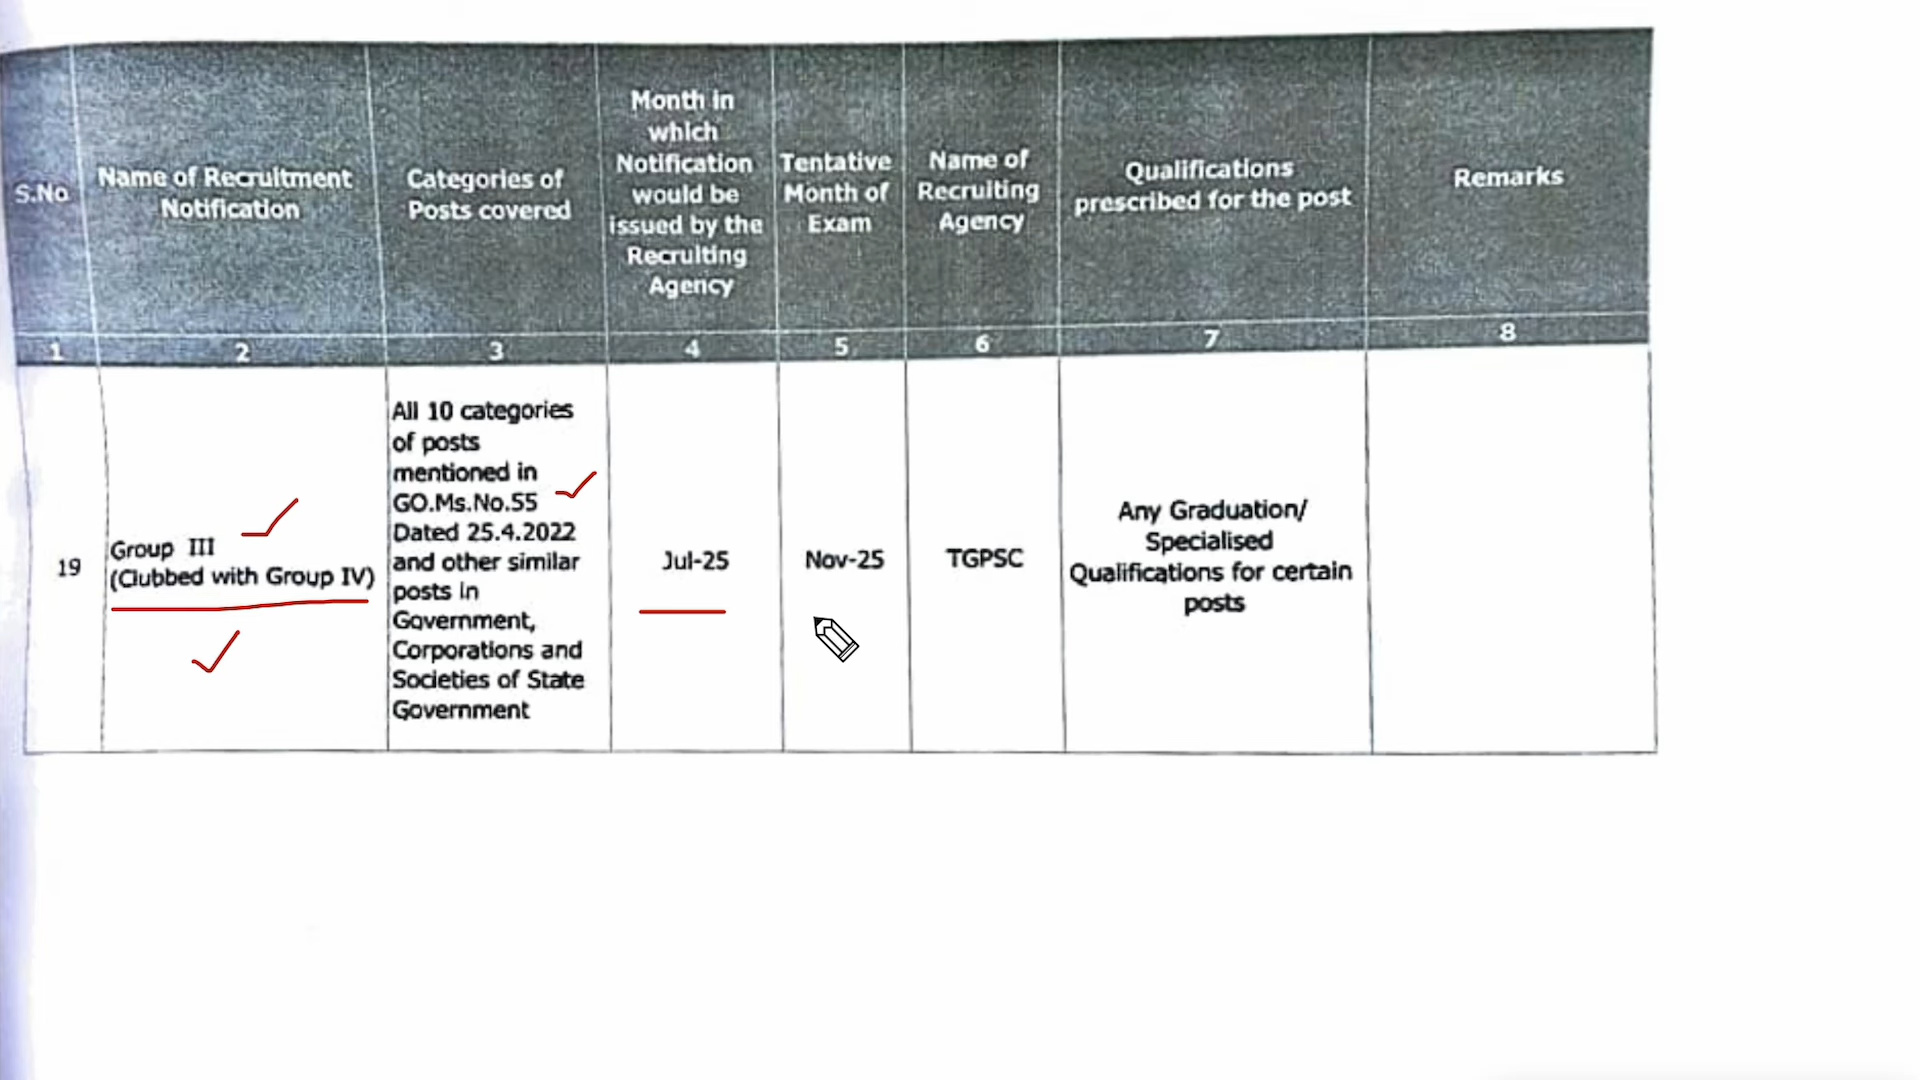 S.No
Name of Recruitment
Notification
Categories of
Posts covered
Month in
which
Notification
would be
issued by the
Recruiting
Agency
Tentative
Month of
Exam
Name of
Recruiting
Agency
Qualifications
prescribed for the post
Remarks
1
2
3
4
5
6
7
8
19
Group III
(Clubbed with Group IV)
All 10 categories
of posts
mentioned in
GO.Ms.No.55
Dated 25.4.2022
and other similar
posts in
Government,
Corporations and
Societies of State
Government
Jul-25
Nov-25
TGPSC
Any Graduation/
Specialised
Qualifications for certain
posts